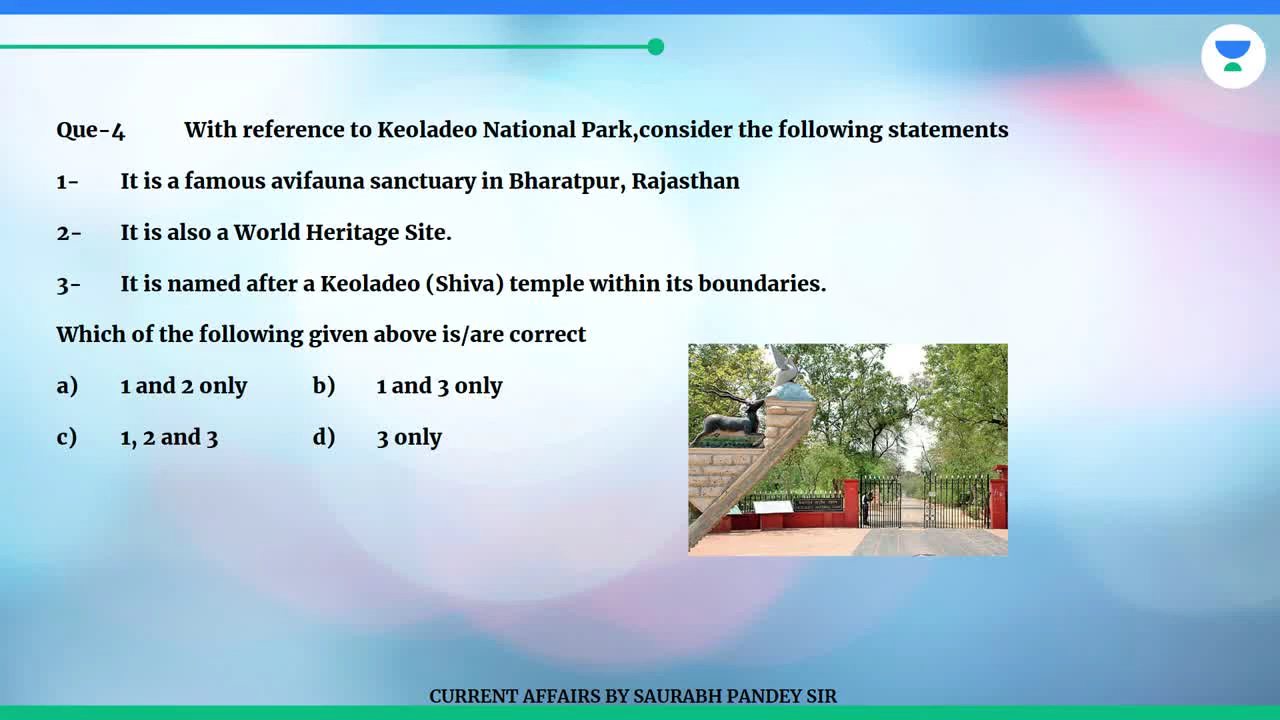 Que-4 With reference to Keoladeo National Park,consider the following statements
1- It is a famous avifauna sanctuary in Bharatpur, Rajasthan
2- It is also a World Heritage Site.
3- It is named after a Keoladeo (Shiva) temple within its boundaries.
Which of the following given above is/are correct
a) 1 and 2 only b) 1 and 3 only
c) 1, 2 and 3 d) 3 only
CURRENT AFFAIRS BY SAURABH PANDEY SIR